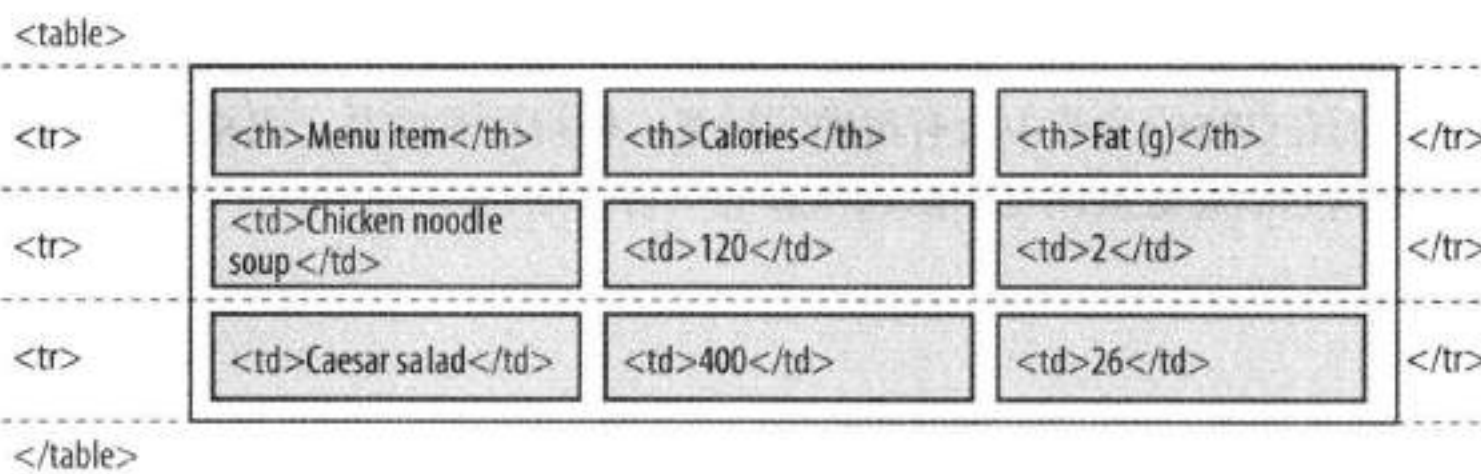 <table>
<tr> <th>Menu item</th> <th>Calories</th> <th>Fat (g)</th> </tr>
<tr> <td>Chicken noodle
soup</td> <td>120</td> <td>2</td> </tr>
<tr> <td>Caesar salad</td> <td>400</td> <td>26</td> </tr>
</table>